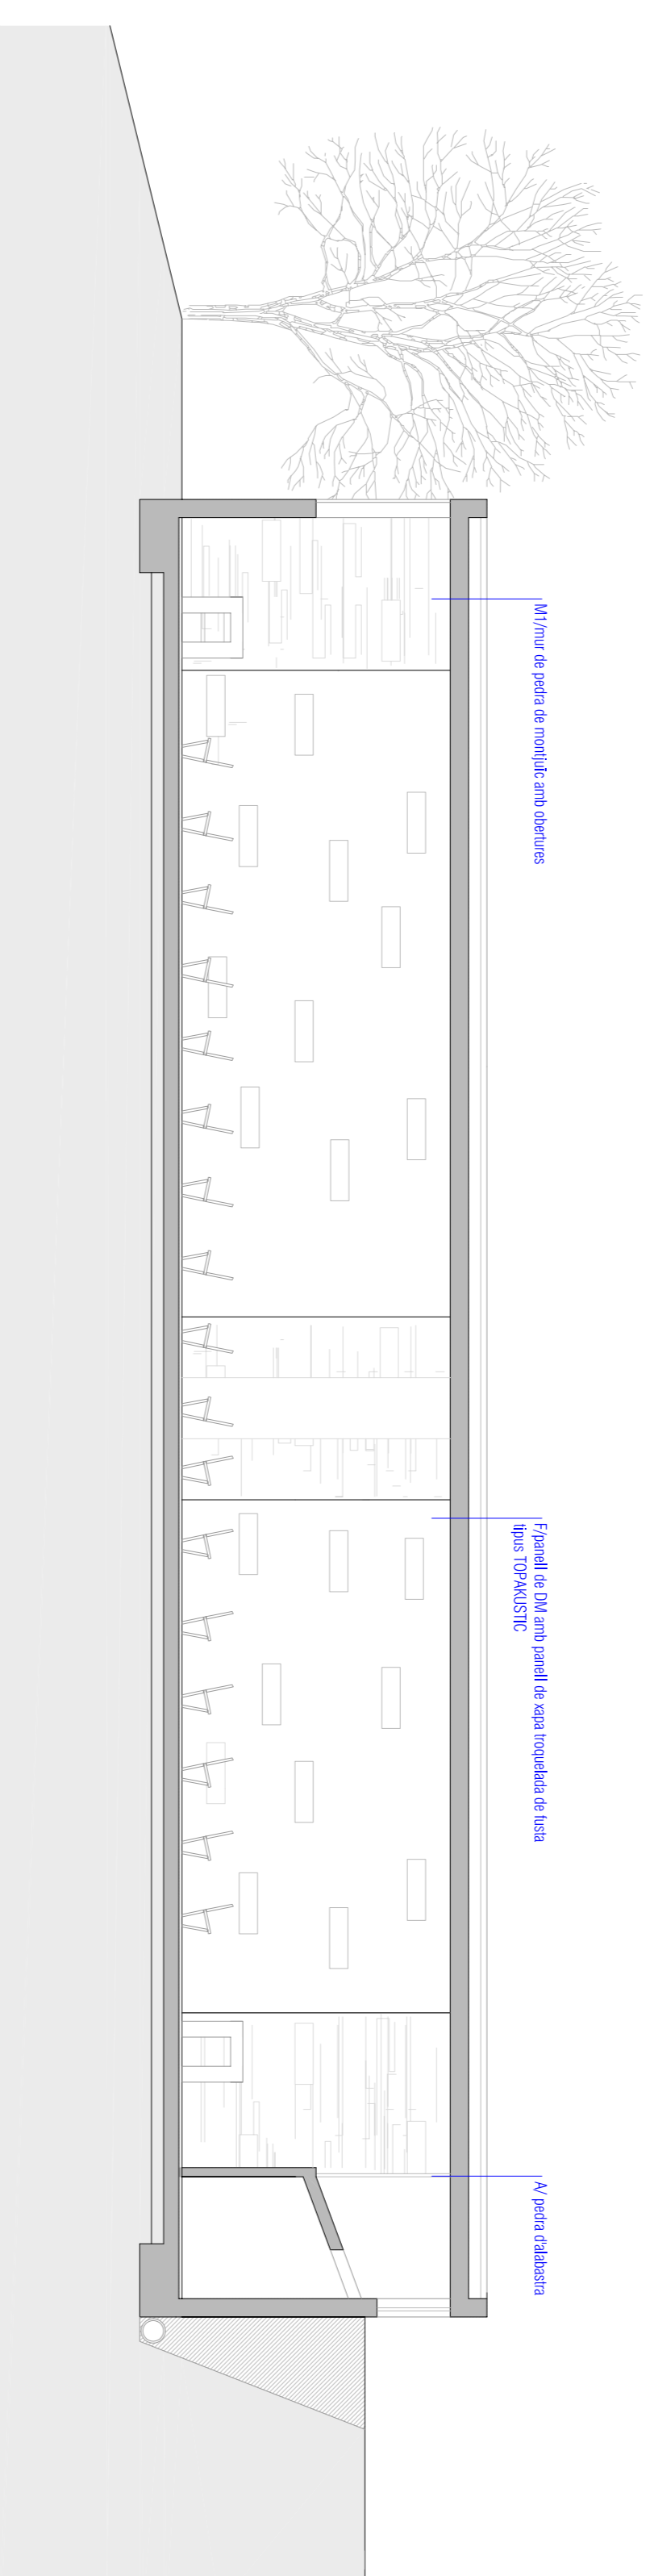 M1/mur de pedra de montjuïc amb obertures
F/panell de DM amb panell de xapa troquelada de fusta
tipus TOPAKUSTIC
A/ pedra d'alabastra